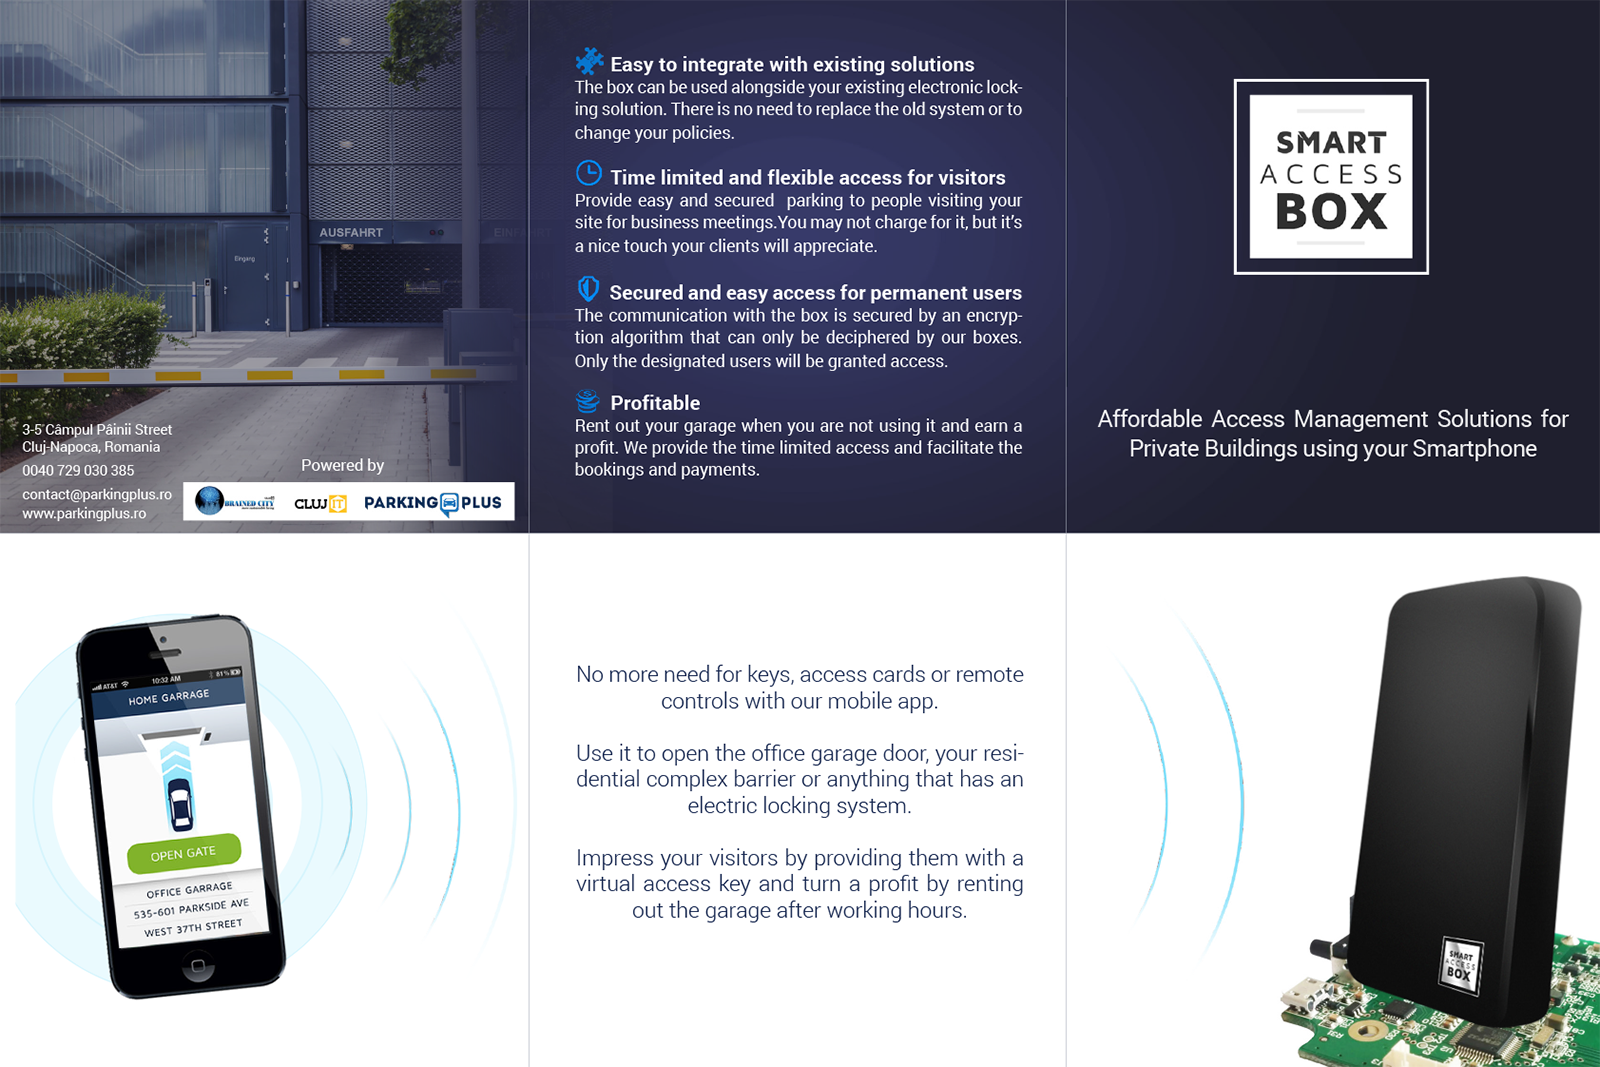 AUSFAHRT
EINFAHRT
Eingang
3-5 Câmpul Pâinii Street
Cluj-Napoca, Romania
0040 729 030 385
contact@parkingplus.ro
www.parkingplus.ro
Powered by
BRAINED CITY
CLUJ IT
PARKING PLUS
Easy to integrate with existing solutions
The box can be used alongside your existing electronic lock-
ing solution. There is no need to replace the old system or to
change your policies.
Time limited and flexible access for visitors
Provide easy and secured parking to people visiting your
site for business meetings.You may not charge for it, but it's
a nice touch your clients will appreciate.
Secured and easy access for permanent users
The communication with the box is secured by an encryp-
tion algorithm that can only be deciphered by our boxes.
Only the designated users will be granted access.
Profitable
Rent out your garage when you are not using it and earn a
profit. We provide the time limited access and facilitate the
bookings and payments.
SMART
ACCESS
BOX
Affordable Access Management Solutions for
Private Buildings using your Smartphone
AT&T 10:32 AM 81%
HOME GARRAGE
OPEN GATE
OFFICE GARRAGE
535-601 PARKSIDE AVE
WEST 37TH STREET
No more need for keys, access cards or remote
controls with our mobile app.
Use it to open the office garage door, your resi-
dential complex barrier or anything that has an
electric locking system.
Impress your visitors by providing them with a
virtual access key and turn a profit by renting
out the garage after working hours.
SMART
ACCESS
BOX